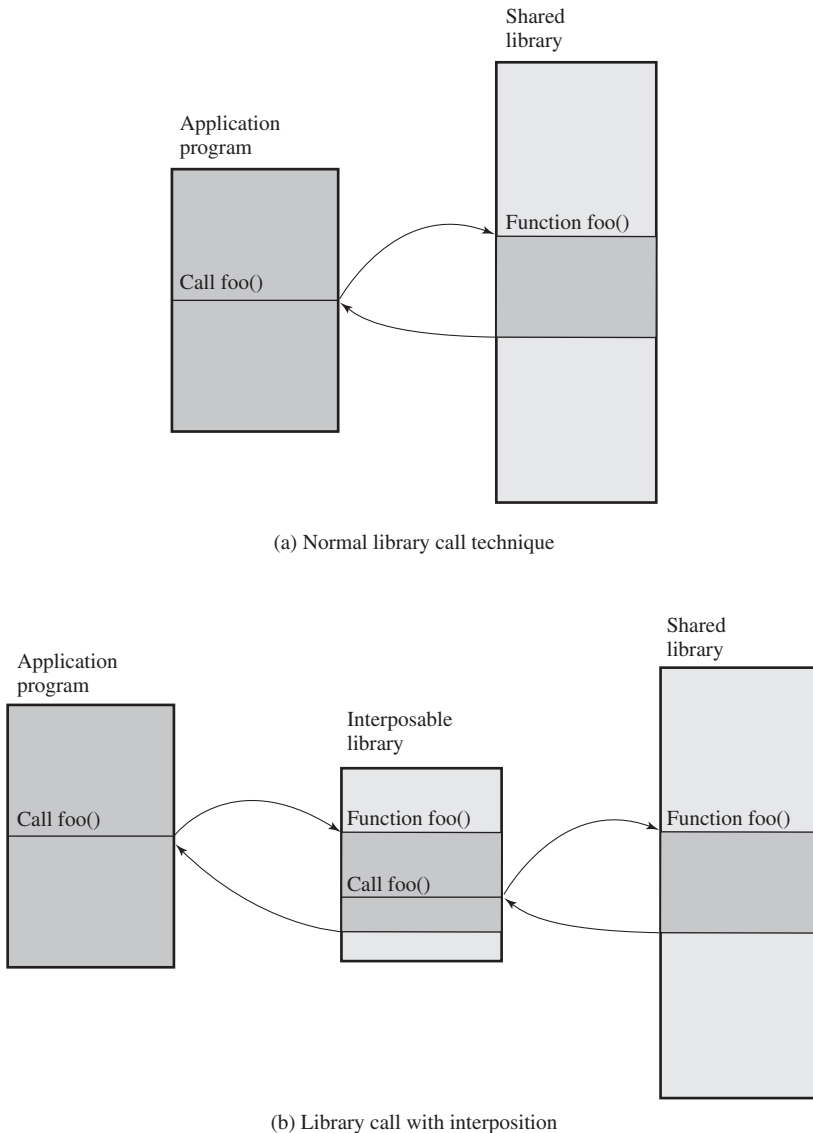 Shared
library
Application
program
Function foo()
Call foo()
(a) Normal library call technique
Shared
library
Application
program
Interposable
library
Call foo()
Function foo()
Function foo()
Call foo()
(b) Library call with interposition